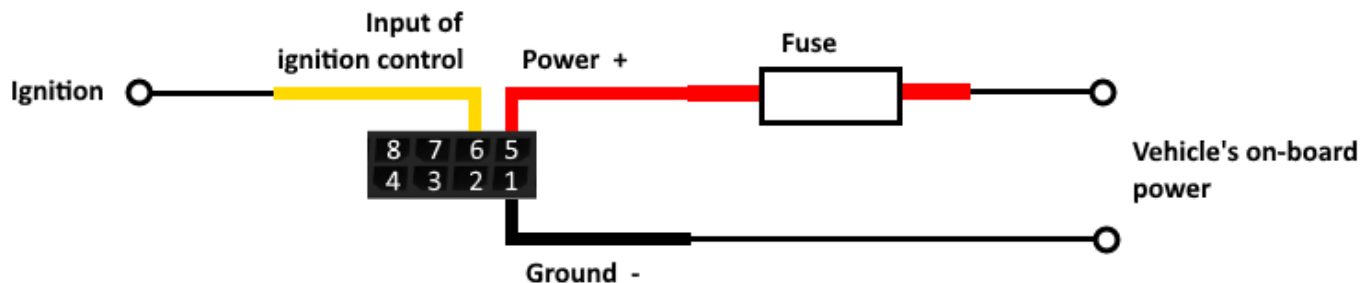 Input of
ignition control
Power +
Fuse
Ignition
8 7 6 5
4 3 2 1
Vehicle's on-board
power
Ground -